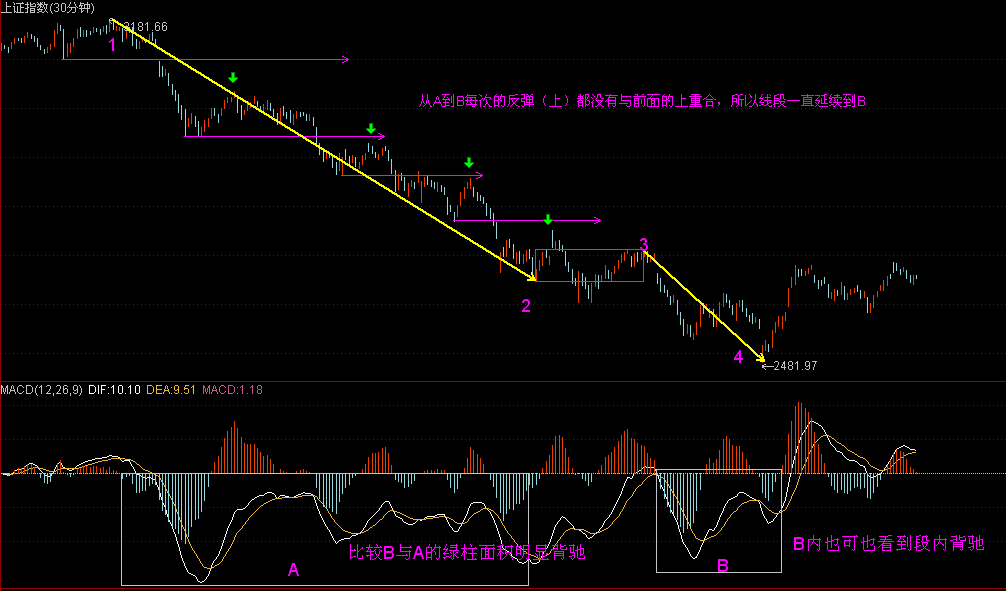 上证指数(30分钟)
3181.66
1
从A到B每次的反弹（上）都没有与前面的上重合，所以线段一直延续到B
3
2
4
2481.97
MACD(12,26,9) DIF:10.10 DEA:9.51 MACD:1.18
比较B与A的绿柱面积明显背驰
B内也可也看到段内背驰
A
B